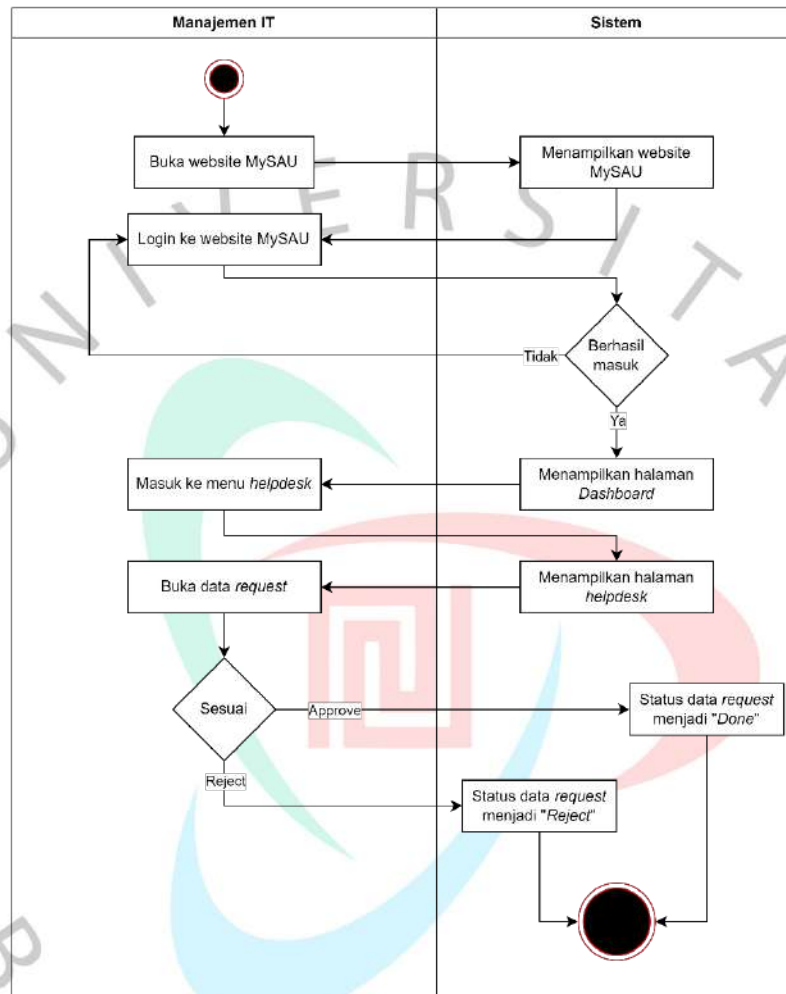 Manajemen IT
Sistem
Buka website MySAU
Menampilkan website
MySAU
Login ke website MySAU
Berhasil
masuk
Tidak
Ya
Menampilkan halaman
Dashboard
Masuk ke menu helpdesk
Menampilkan halaman
helpdesk
Buka data request
Sesuai
Approve
Status data request
menjadi "Done"
Reject
Status data request
menjadi "Reject"